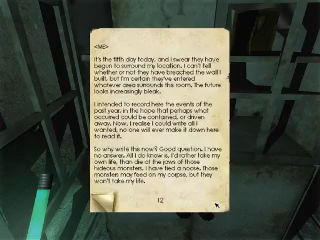 <ME>
It's the fifth day today, and I swear they have
begun to surround my location. I can't tell
whether or not they have breached the wall I
built, but I'm certain they've entered
whatever area surrounds this room. The future
looks increasingly bleak.
I intended to record here the events of the
past year, in the hope that perhaps what
occurred could be contained, or driven
away. Now, I realise I could write all I
wanted, no one will ever make it down here
to read it.
So why write this now? Good question, I have
no answer. All I do know is, I'd rather take my
own life, than die at the jaws of those
hideous monsters. I have tied a noose. Those
monsters may feed on my corpse, but they
won't take my life.
12